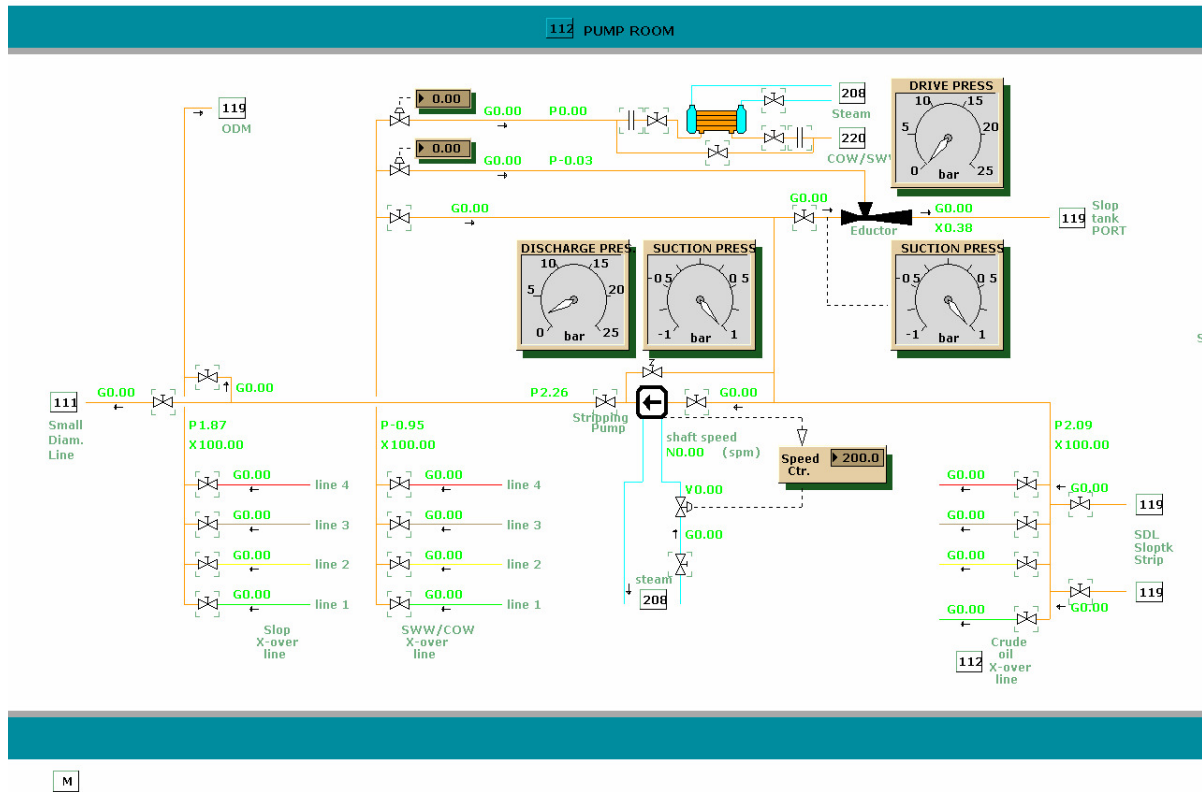 112 PUMP ROOM
119
ODM
0.00
G0.00 P0.00
208
Steam
220
COW/SW
0.00
G0.00 P-0.03
DRIVE PRESS
0 5 10 15 20 25
bar
G0.00
G0.00
Eductor
G0.00
X0.38
119
Slop
tank
PORT
DISCHARGE PRES
0 5 10 15 20 25
bar
SUCTION PRESS
-1 -0 5 0 5 1
bar
SUCTION PRESS
-1 -0 5 0 5 1
bar
S
111
Small
Diam.
Line
G0.00
G0.00
P2.26
Z
G0.00
Stripping
Pump
shaft speed (spm)
N0.00
Speed
Ctr.
200.0
V0.00
G0.00
steam
208
P1.87
X100.00
G0.00 line 4
G0.00 line 3
G0.00 line 2
G0.00 line 1
Slop
X-over
line
P-0.95
X100.00
G0.00 line 4
G0.00 line 3
G0.00 line 2
G0.00 line 1
SWW/COW
X-over
line
P2.09
X100.00
G0.00
G0.00
G0.00
G0.00
G0.00
119
SDL
Sloptk
Strip
G0.00
119
112
Crude
oil
X-over
line
M